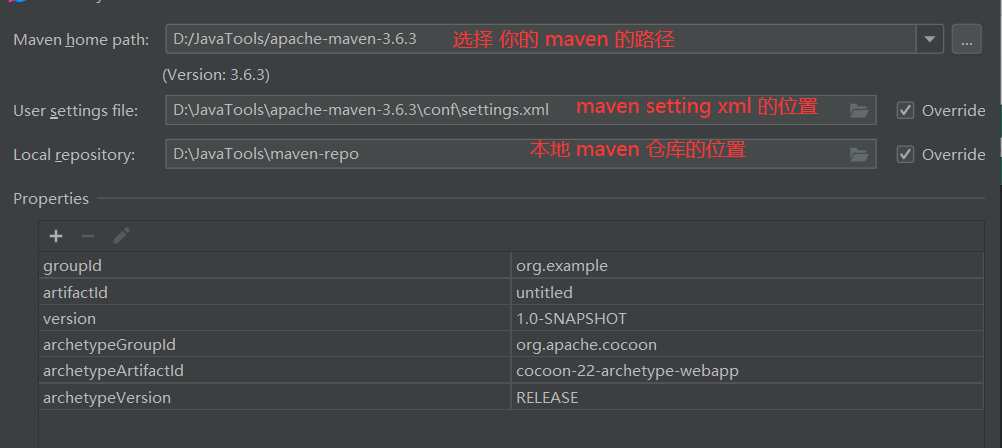 Maven home path: D:/JavaTools/apache-maven-3.6.3 选择 你的 maven 的路径 ...
(Version: 3.6.3)
User settings file: D:\JavaTools\apache-maven-3.6.3\conf\settings.xml maven setting xml 的位置 Override
Local repository: D:\JavaTools\maven-repo 本地 maven 仓库的位置 Override
Properties
groupId org.example
artifactId untitled
version 1.0-SNAPSHOT
archetypeGroupId org.apache.cocoon
archetypeArtifactId cocoon-22-archetype-webapp
archetypeVersion RELEASE